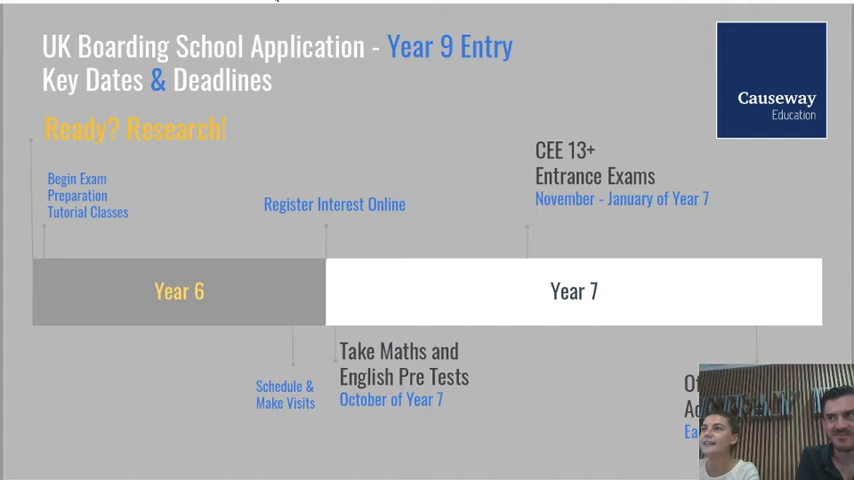 UK Boarding School Application - Year 9 Entry
Key Dates & Deadlines
Causeway
Education
Ready? Research!
CEE 13+
Entrance Exams
November - January of Year 7
Begin Exam
Preparation
Tutorial Classes
Register Interest Online
Year 6
Year 7
Take Maths and
English Pre Tests
October of Year 7
Schedule &
Make Visits